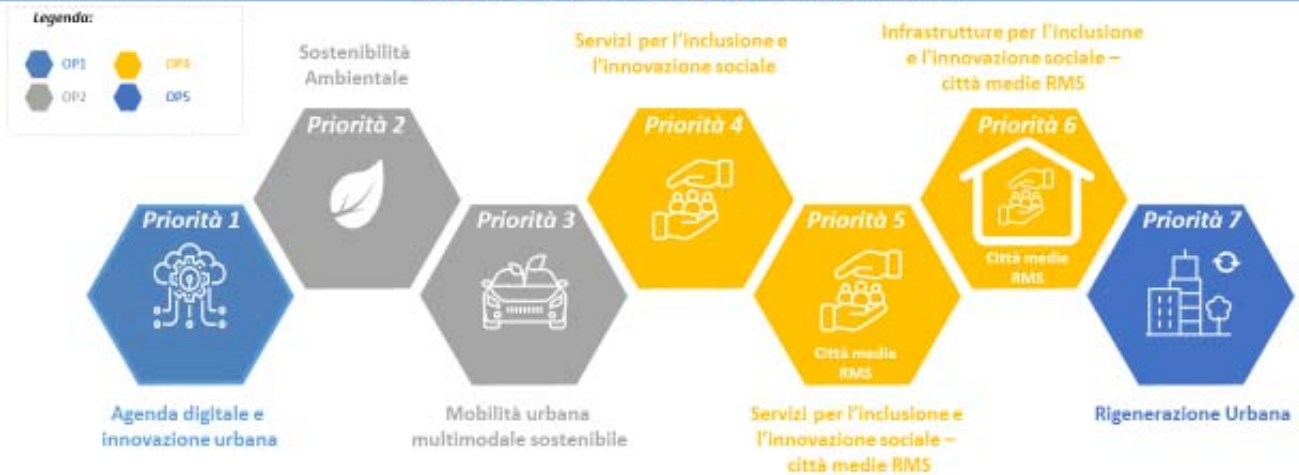 Legenda:
OP1
OP4
OP2
OP5
Sostenibilità
Ambientale
Servizi per l'inclusione e
l'innovazione sociale
Infrastrutture per l'inclusione
e l'innovazione sociale –
città medie RMS
Priorità 2
Priorità 4
Priorità 6
Priorità 1
Priorità 3
Priorità 5
Priorità 7
Città medie
RMS
Città medie
RMS
Agenda digitale e
innovazione urbana
Mobilità urbana
multimodale sostenibile
Servizi per l'inclusione e
l'innovazione sociale –
città medie RMS
Rigenerazione Urbana